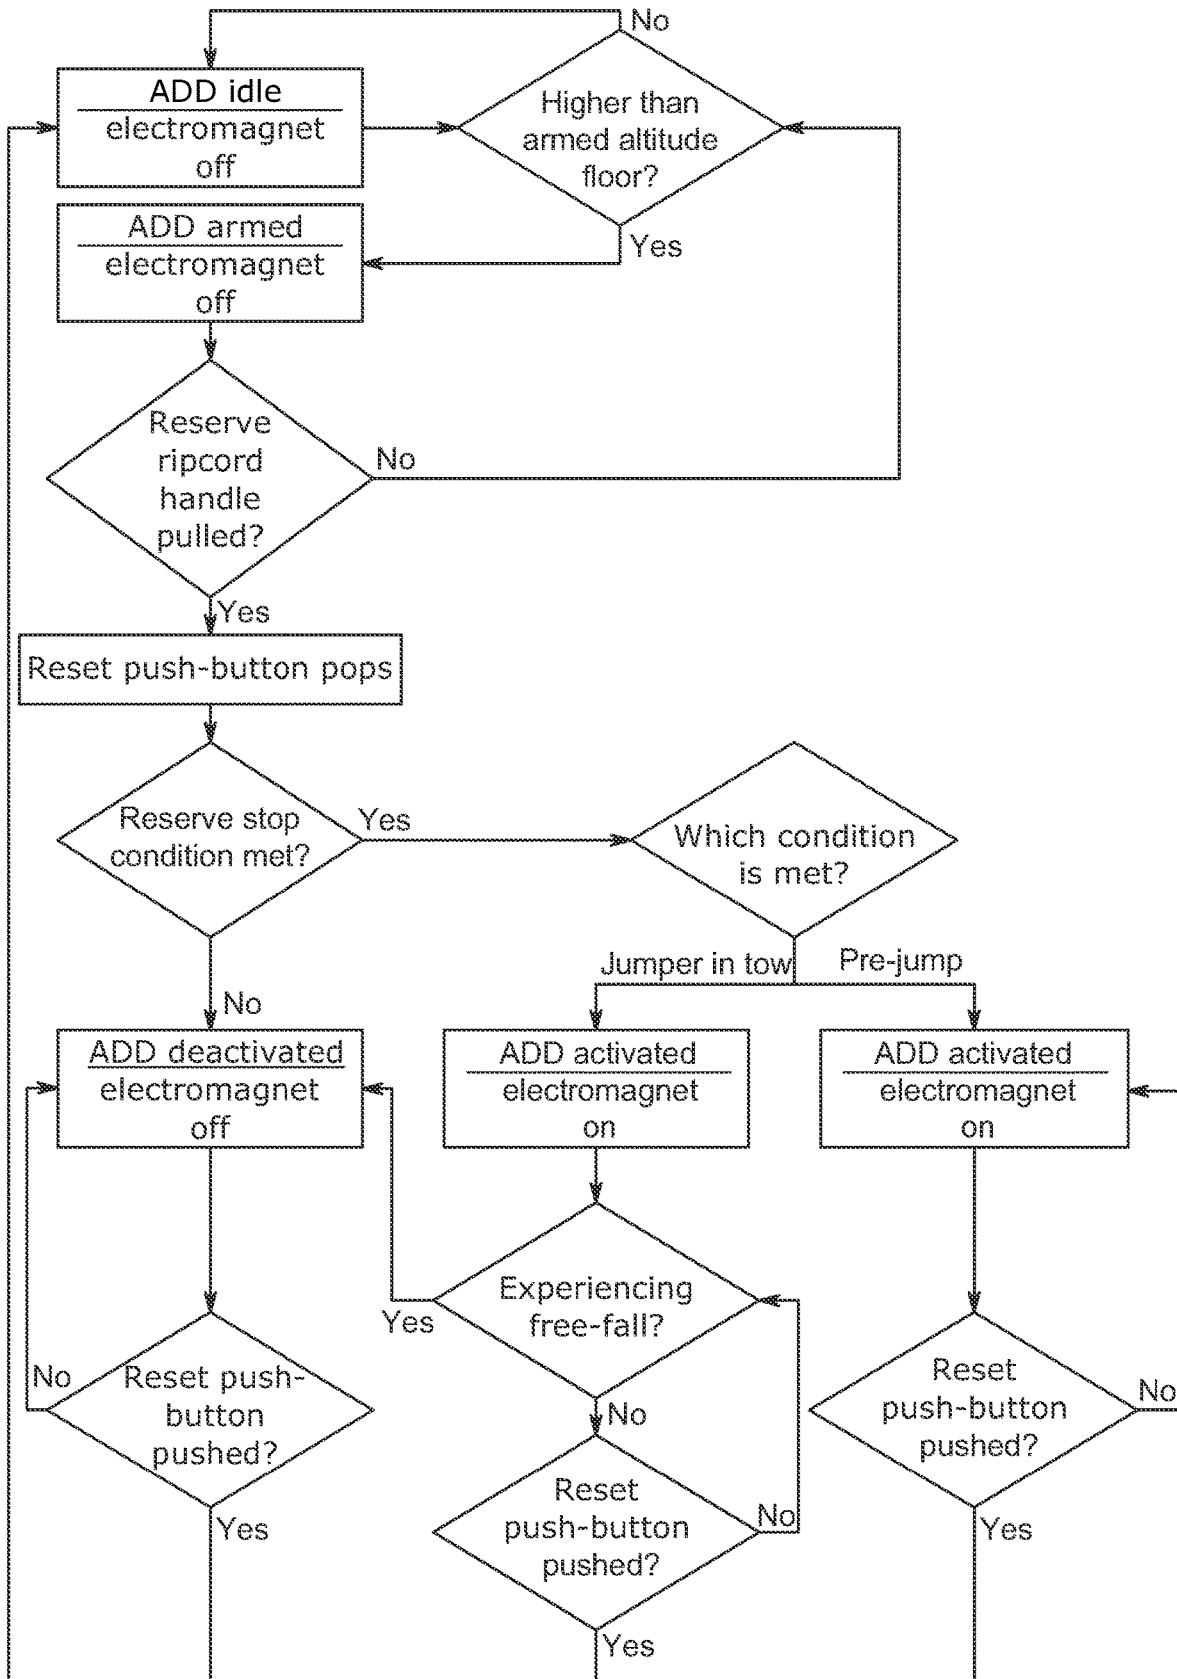 No
ADD idle
electromagnet
off
Higher than
armed altitude
floor?
ADD armed
electromagnet
off
Yes
Reserve
ripcord
handle
pulled?
No
Yes
Reset push-button pops
Reserve stop
condition met?
Yes
Which condition
is met?
Jumper in tow
Pre-jump
No
ADD deactivated
electromagnet
off
ADD activated
electromagnet
on
ADD activated
electromagnet
on
Experiencing
free-fall?
Yes
No
No
Reset push-
button
pushed?
Yes
Reset
push-button
pushed?
No
Yes
Reset
push-button
pushed?
No
Yes